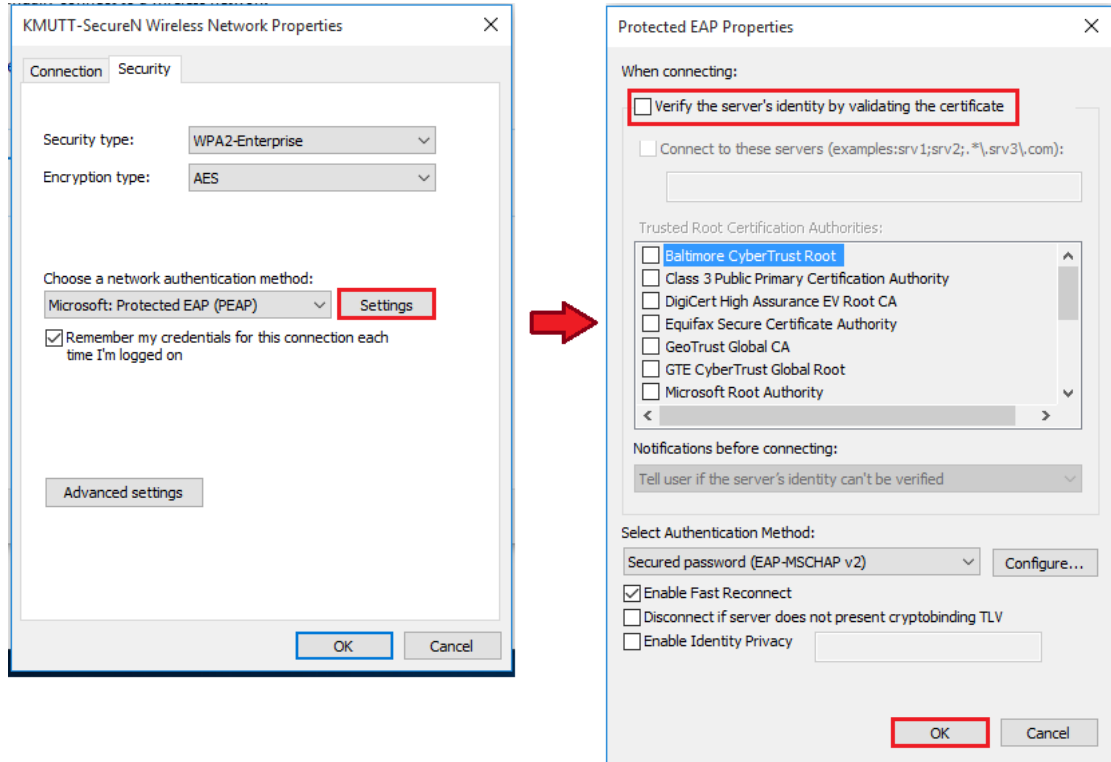 KMUTT-SecureN Wireless Network Properties
Connection
Security
Security type:
WPA2-Enterprise
Encryption type:
AES
Choose a network authentication method:
Microsoft: Protected EAP (PEAP)
Settings
Remember my credentials for this connection each
time I'm logged on
Advanced settings
OK
Cancel
Protected EAP Properties
When connecting:
Verify the server's identity by validating the certificate
Connect to these servers (examples:srv1;srv2;.*\.srv3\.com):
Trusted Root Certification Authorities:
Baltimore CyberTrust Root
Class 3 Public Primary Certification Authority
DigiCert High Assurance EV Root CA
Equifax Secure Certificate Authority
GeoTrust Global CA
GTE CyberTrust Global Root
Microsoft Root Authority
Notifications before connecting:
Tell user if the server's identity can't be verified
Select Authentication Method:
Secured password (EAP-MSCHAP v2)
Configure...
Enable Fast Reconnect
Disconnect if server does not present cryptobinding TLV
Enable Identity Privacy
OK
Cancel